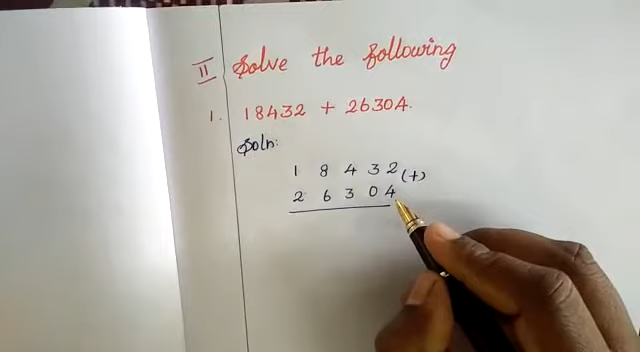 II Solve the following
1. 18432 + 26304.
Soln:
1 8 4 3 2 (+)
2 6 3 0 4